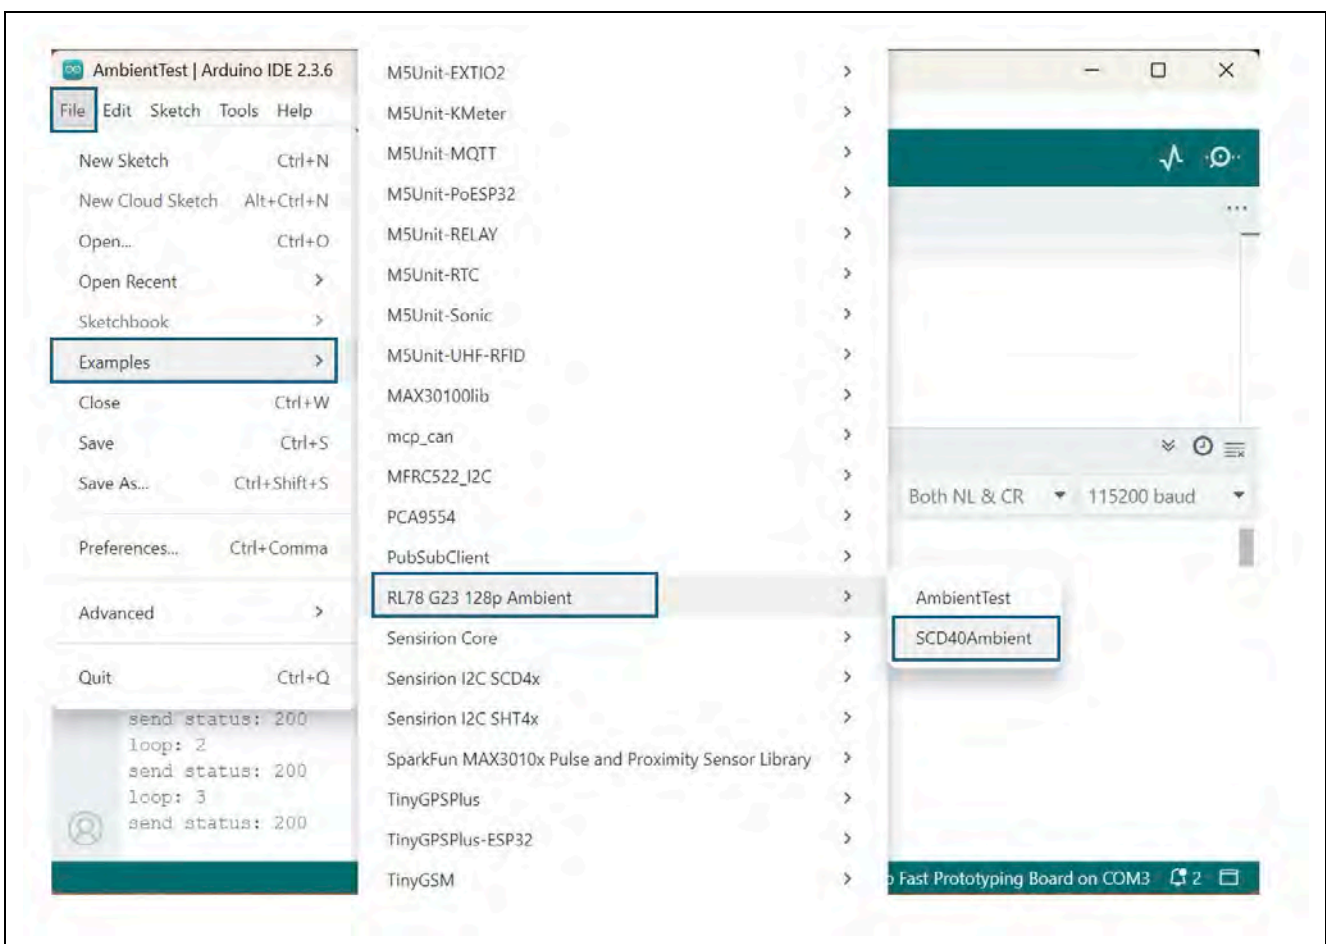 AmbientTest | Arduino IDE 2.3.6
File Edit Sketch Tools Help
New Sketch Ctrl+N
New Cloud Sketch Alt+Ctrl+N
Open... Ctrl+O
Open Recent
Sketchbook
Examples
Close Ctrl+W
Save Ctrl+S
Save As... Ctrl+Shift+S
Preferences... Ctrl+Comma
Advanced
Quit Ctrl+Q
send status: 200
loop: 2
send status: 200
loop: 3
send status: 200
M5Unit-EXTIO2
M5Unit-KMeter
M5Unit-MQTT
M5Unit-PoESP32
M5Unit-RELAY
M5Unit-RTC
M5Unit-Sonic
M5Unit-UHF-RFID
MAX30100lib
mcp_can
MFRC522_I2C
PCA9554
PubSubClient
RL78 G23 128p Ambient
Sensirion Core
Sensirion I2C SCD4x
Sensirion I2C SHT4x
SparkFun MAX3010x Pulse and Proximity Sensor Library
TinyGPSPlus
TinyGPSPlus-ESP32
TinyGSM
Both NL & CR 115200 baud
AmbientTest
SCD40Ambient
Fast Prototyping Board on COM3 2